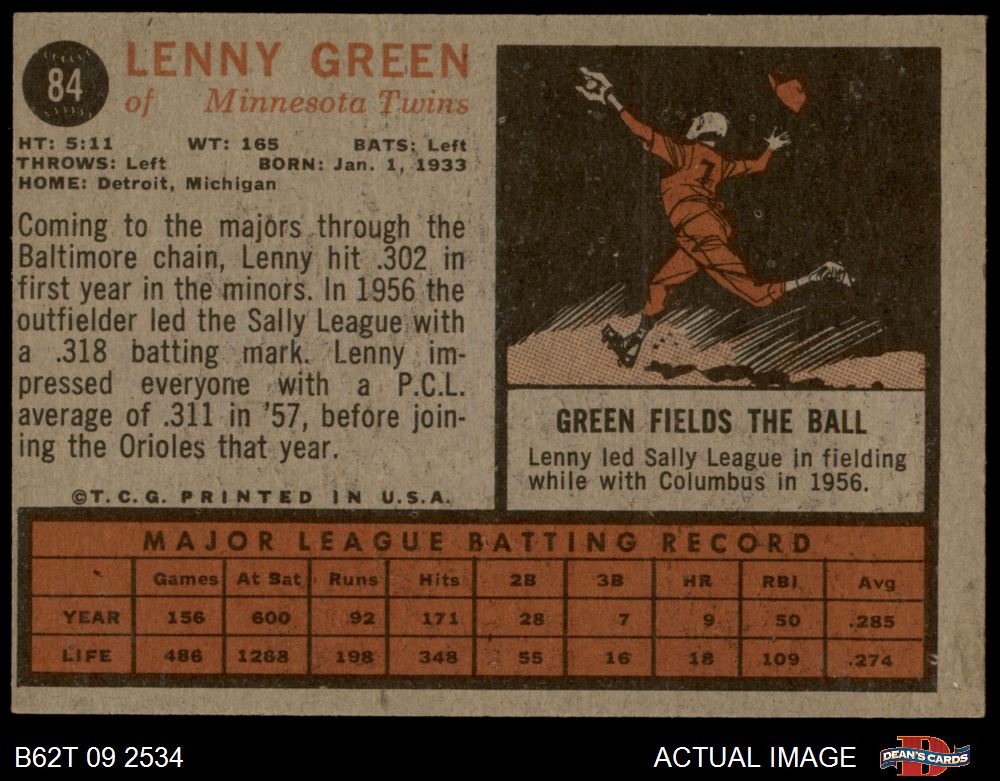 84
LENNY GREEN
of Minnesota Twins
HT: 5:11 WT: 165 BATS: Left
THROWS: Left BORN: Jan. 1, 1933
HOME: Detroit, Michigan
Coming to the majors through the
Baltimore chain, Lenny hit .302 in
first year in the minors. In 1956 the
outfielder led the Sally League with
a .318 batting mark. Lenny im-
pressed everyone with a P.C.L.
average of .311 in '57, before join-
ing the Orioles that year.
©T.C.G. PRINTED IN U.S.A.
7
GREEN FIELDS THE BALL
Lenny led Sally League in fielding
while with Columbus in 1956.
MAJOR LEAGUE BATTING RECORD
Games At Bat Runs Hits 2B 3B HR RBI Avg
YEAR 156 600 92 171 28 7 9 50 .285
LIFE 486 1268 198 348 55 16 18 109 .274
B62T 09 2534 ACTUAL IMAGE DEAN'S CARDS